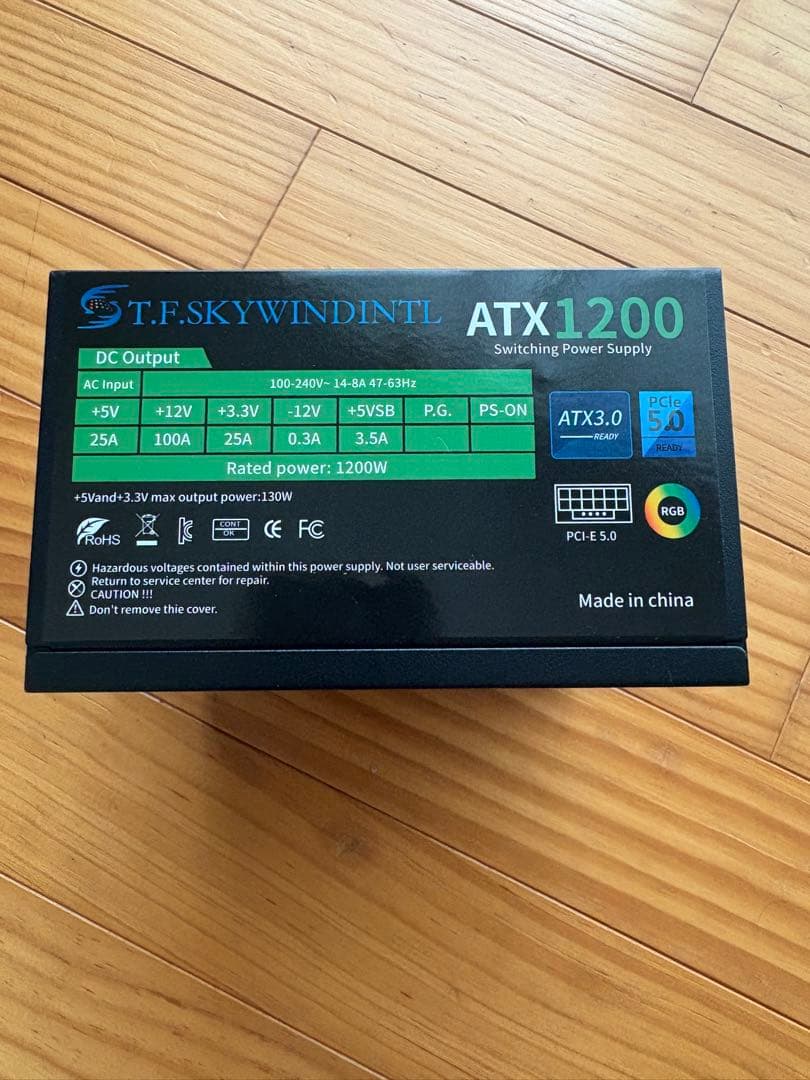 T.F.SKYWINDINTL
ATX1200
Switching Power Supply
DC Output
AC Input 100-240V~ 14-8A 47-63Hz
+5V +12V +3.3V -12V +5VSB P.G. PS-ON
25A 100A 25A 0.3A 3.5A
Rated power: 1200W
ATX3.0
READY
PCIe
5.0
READY
+5Vand+3.3V max output power:130W
RoHS
CONT
OK
CE FC
PCI-E 5.0
RGB
Hazardous voltages contained within this power supply. Not user serviceable.
Return to service center for repair.
CAUTION !!!
Don't remove thie cover.
Made in china